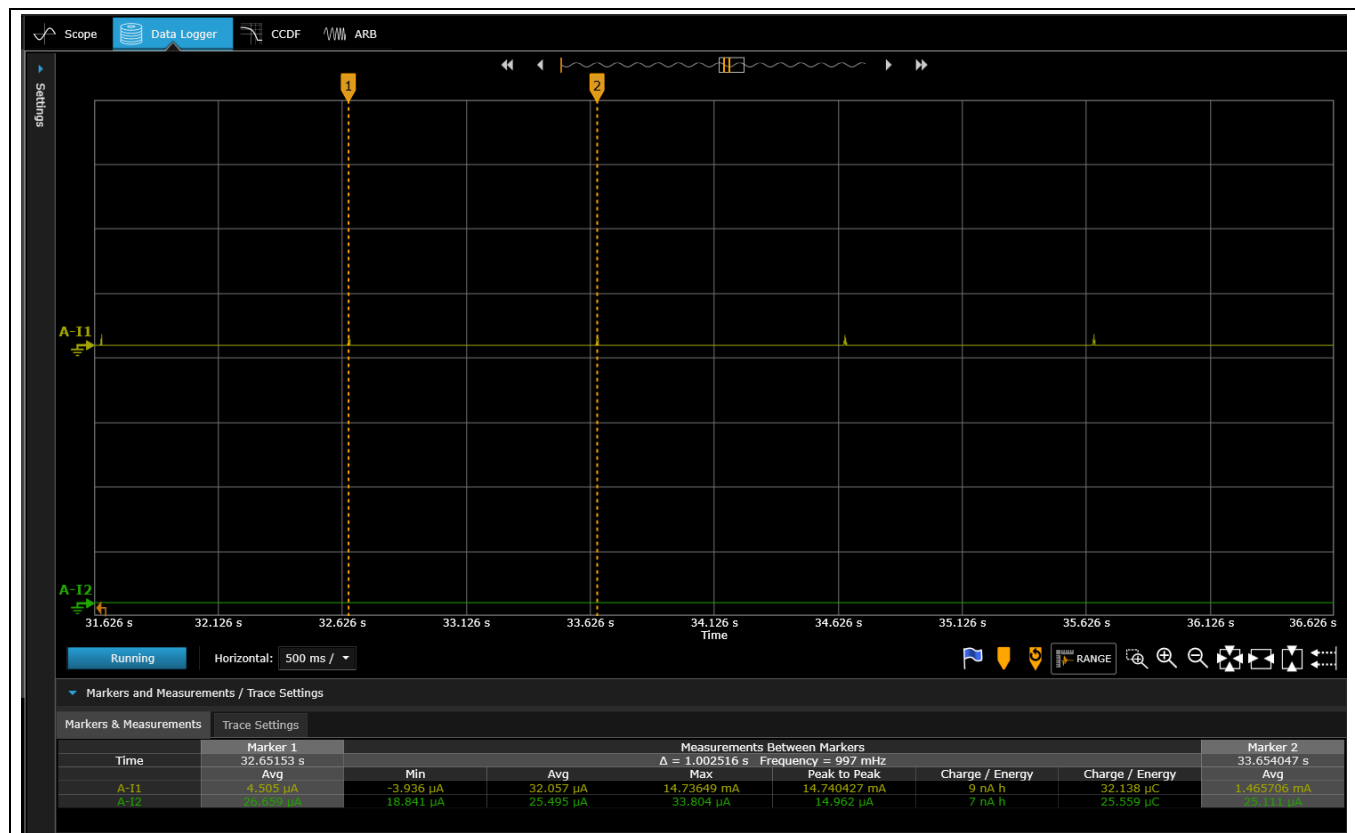 Scope Data Logger CCDF ARB
Settings
1 2
A-I1
A-I2
31.626 s 32.126 s 32.626 s 33.126 s 33.626 s 34.126 s 34.626 s 35.126 s 35.626 s 36.126 s 36.626 s
Time
Running Horizontal: 500 ms / RANGE
Markers and Measurements / Trace Settings
Markers & Measurements Trace Settings
Marker 1 Measurements Between Markers Marker 2
Time 32.65153 s Δ = 1.002516 s Frequency = 997 mHz 33.654047 s
Avg Min Avg Max Peak to Peak Charge / Energy Charge / Energy Avg
A-I1 4.505 µA -3.936 µA 32.057 µA 14.73649 mA 14.740427 mA 9 nA h 32.138 µC 1.465706 mA
A-I2 26.659 µA 18.841 µA 25.495 µA 33.804 µA 14.962 µA 7 nA h 25.559 µC 25.111 µA